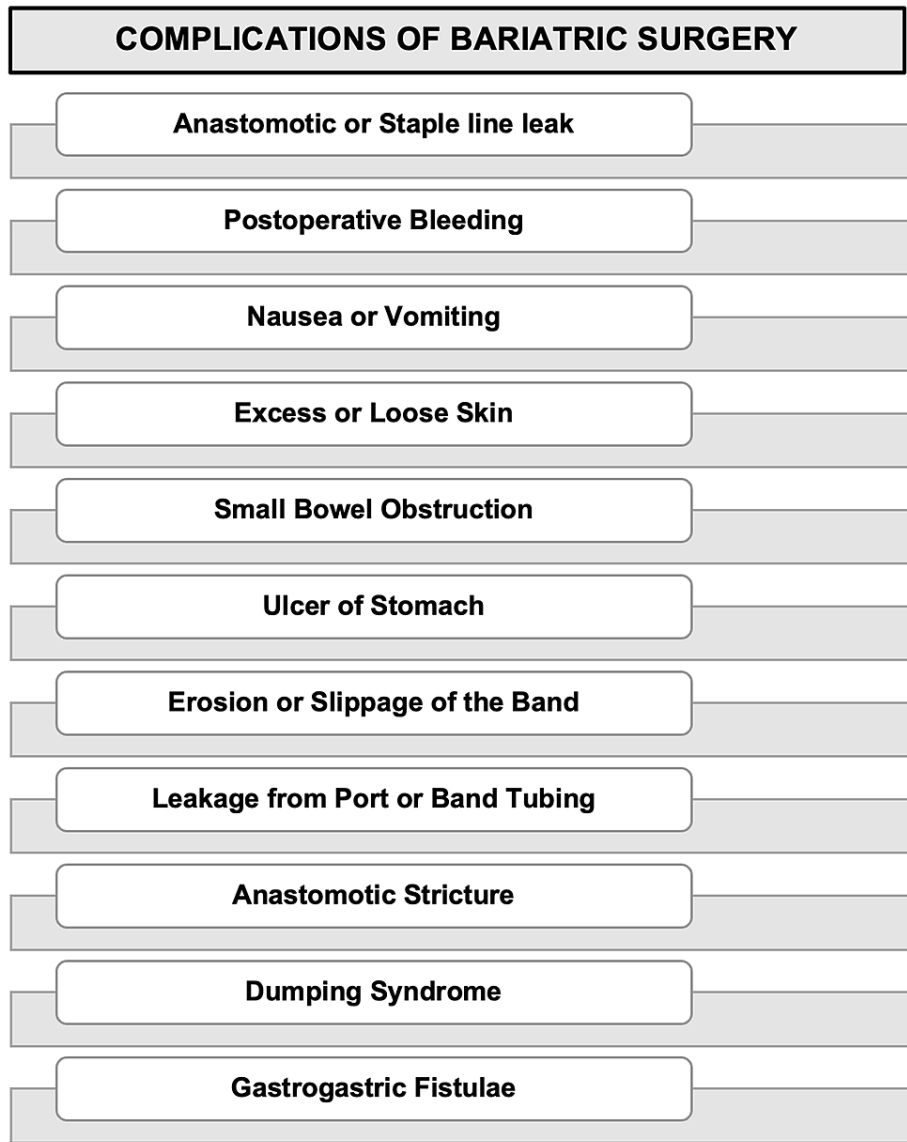 COMPLICATIONS OF BARIATRIC SURGERY
Anastomotic or Staple line leak
Postoperative Bleeding
Nausea or Vomiting
Excess or Loose Skin
Small Bowel Obstruction
Ulcer of Stomach
Erosion or Slippage of the Band
Leakage from Port or Band Tubing
Anastomotic Stricture
Dumping Syndrome
Gastrogastric Fistulae